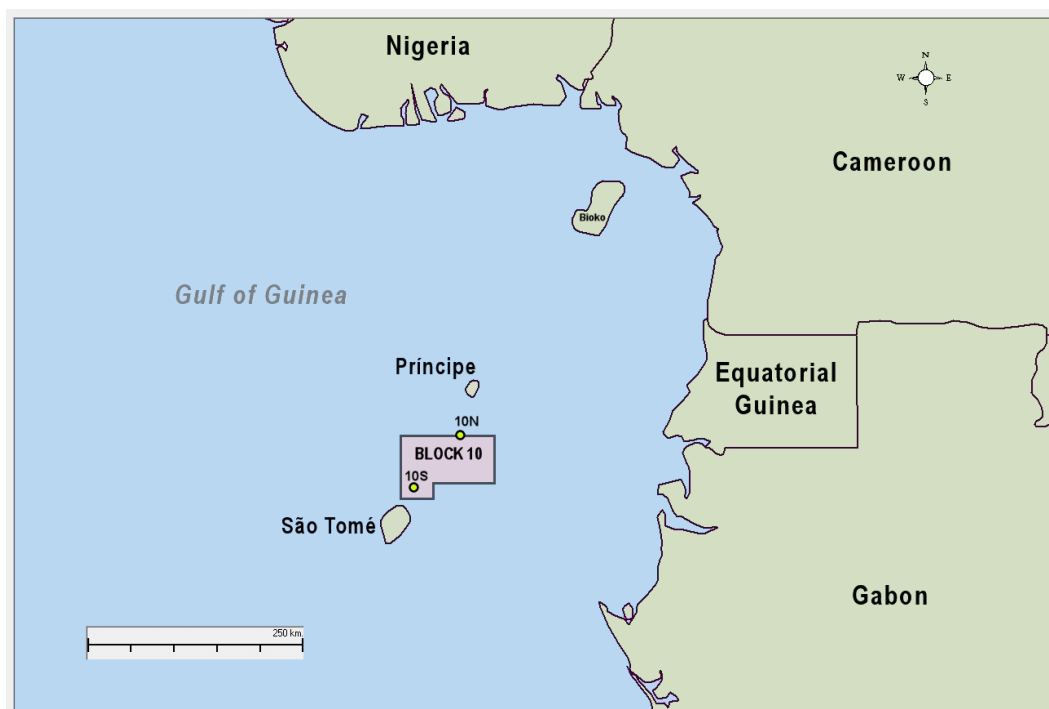 Nigeria
N
W
E
S
Cameroon
Bioko
Gulf of Guinea
Príncipe
Equatorial
Guinea
10N
BLOCK 10
10S
São Tomé
Gabon
250 km.